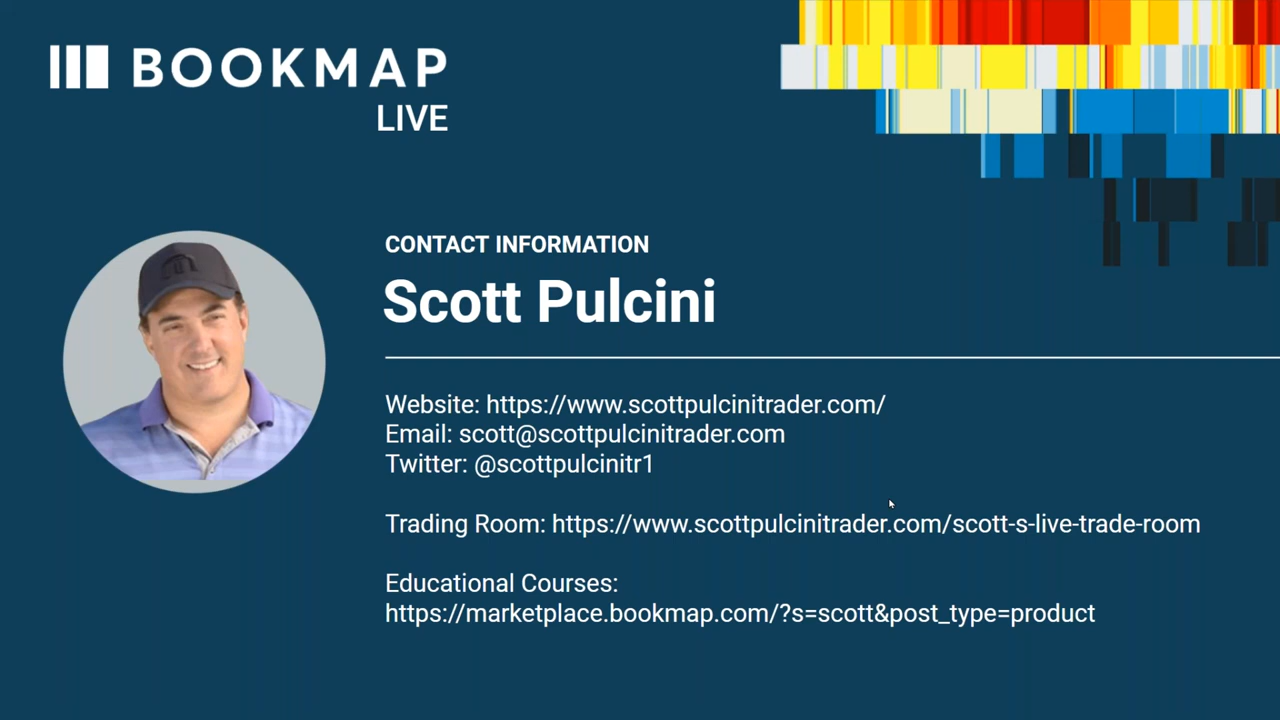 BOOKMAP
LIVE
CONTACT INFORMATION
Scott Pulcini
Website: https://www.scottpulcinitrader.com/
Email: scott@scottpulcinitrader.com
Twitter: @scottpulcinitr1
Trading Room: https://www.scottpulcinitrader.com/scott-s-live-trade-room
Educational Courses:
https://marketplace.bookmap.com/?s=scott&post_type=product